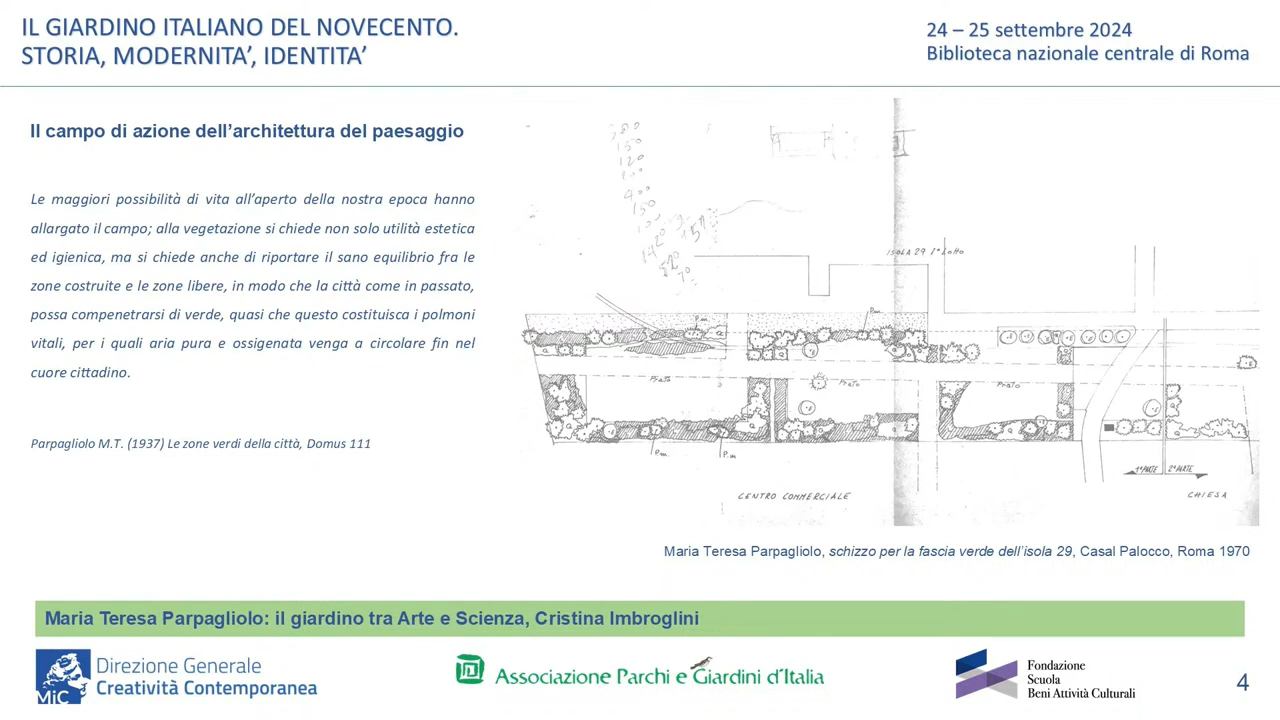 IL GIARDINO ITALIANO DEL NOVECENTO.
STORIA, MODERNITA’, IDENTITA’
24 – 25 settembre 2024
Biblioteca nazionale centrale di Roma
Il campo di azione dell’architettura del paesaggio
Le maggiori possibilità di vita all’aperto della nostra epoca hanno
allargato il campo; alla vegetazione si chiede non solo utilità estetica
ed igienica, ma si chiede anche di riportare il sano equilibrio fra le
zone costruite e le zone libere, in modo che la città come in passato,
possa compenetrarsi di verde, quasi che questo costituisca i polmoni
vitali, per i quali aria pura e ossigenata venga a circolare fin nel
cuore cittadino.
Parpagliolo M.T. (1937) Le zone verdi della città, Domus 111
ISOLA 29 1° Lotto
P.m.
P.m.
Prato
Prato
Prato
P.m.
P.m
1ª PARTE 2ª PARTE
CENTRO COMMERCIALE
CHIESA
Maria Teresa Parpagliolo, schizzo per la fascia verde dell’isola 29, Casal Palocco, Roma 1970
Maria Teresa Parpagliolo: il giardino tra Arte e Scienza, Cristina Imbroglini
MiC
Direzione Generale
Creatività Contemporanea
Associazione Parchi e Giardini d’Italia
Fondazione
Scuola
Beni Attività Culturali
4